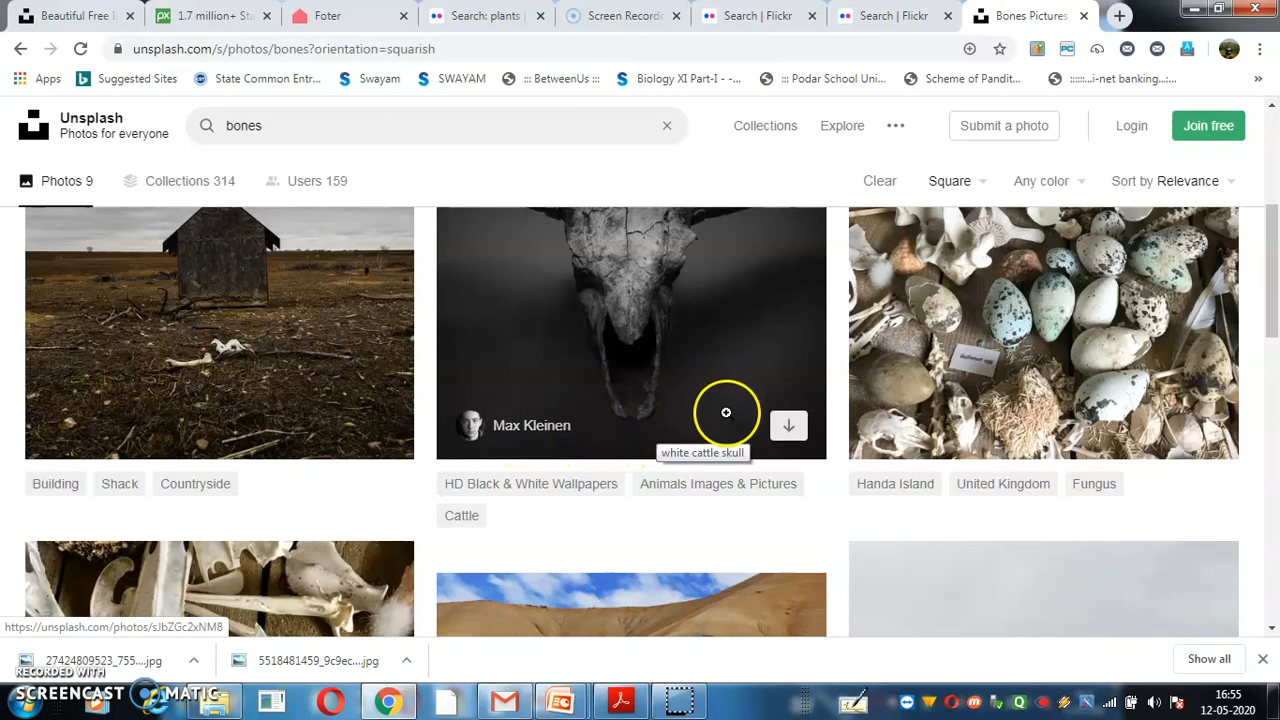 Beautiful Free I
1.7 million+ St
Foter
Search: plants
Screen Recorde
Search | Flickr
Search | Flickr
Bones Pictures
unsplash.com/s/photos/bones?orientation=squarish
PC
Apps
Suggested Sites
State Common Entr...
Swayam
SWAYAM
::: BetweenUs :::
Biology XI Part-I - -...
::: Podar School Uni...
Scheme of Pandit...
::::::...i-net banking...::...
»
Unsplash
Photos for everyone
bones
Collections
Explore
Submit a photo
Login
Join free
Photos 9
Collections 314
Users 159
Clear
Square
Any color
Sort by Relevance
Max Kleinen
white cattle skull
Building
Shack
Countryside
HD Black & White Wallpapers
Animals Images & Pictures
Cattle
Handa Island
United Kingdom
Fungus
https://unsplash.com/photos/sJbZGc2xNM8
27424809523_755....jpg
5518481459_9c9ec...jpg
Show all
RECORDED WITH
SCREENCAST MATIC
16:55
12-05-2020